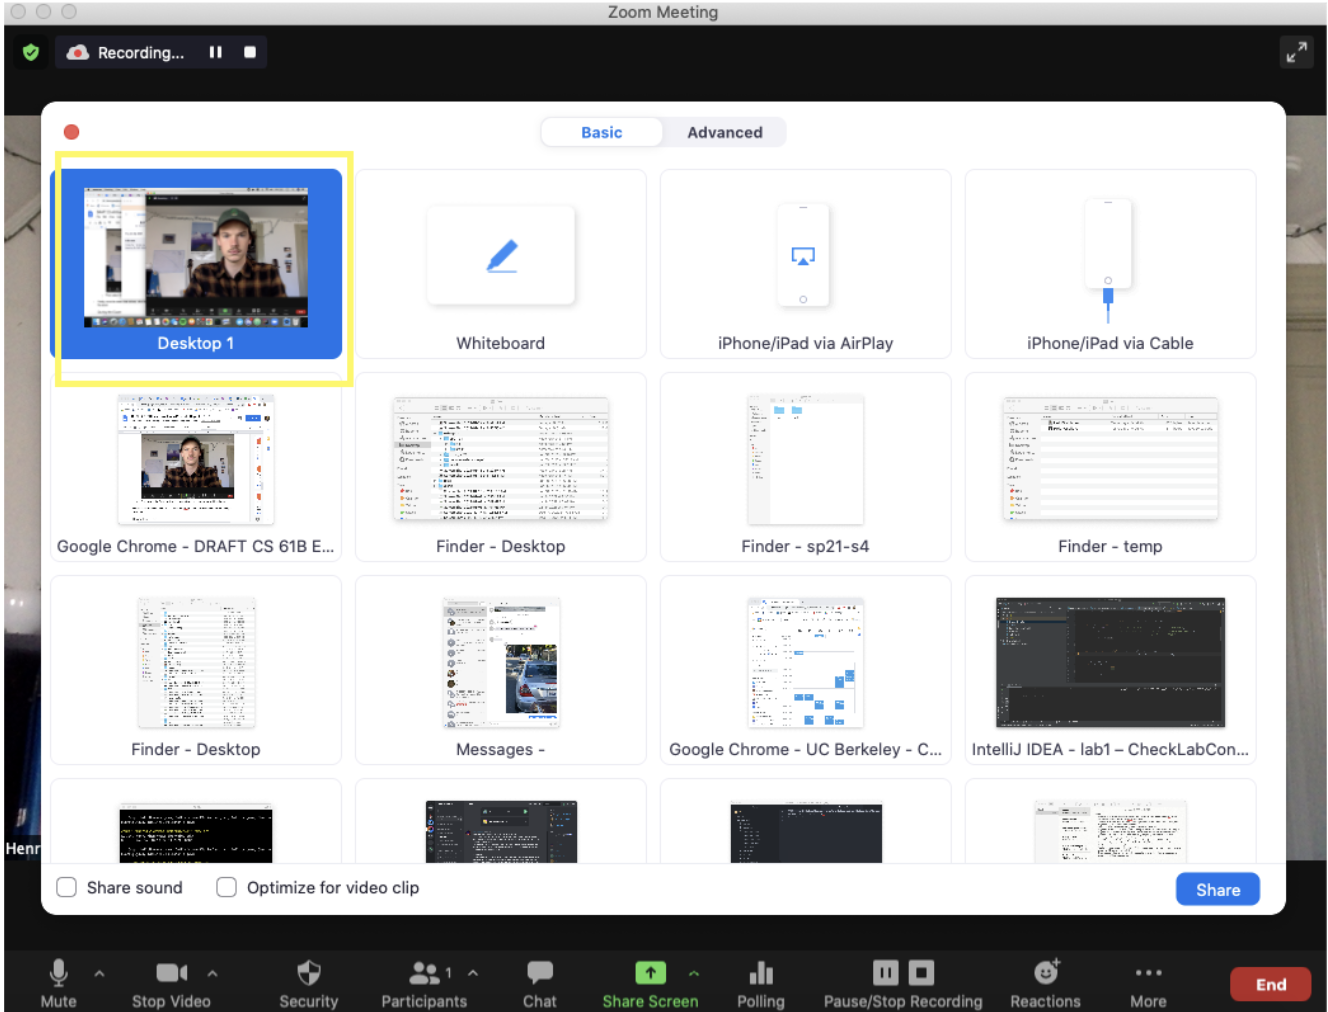 Zoom Meeting
Recording...
Basic
Advanced
Desktop 1
Whiteboard
iPhone/iPad via AirPlay
iPhone/iPad via Cable
Google Chrome - DRAFT CS 61B E...
Finder - Desktop
Finder - sp21-s4
Finder - temp
Finder - Desktop
Messages -
Google Chrome - UC Berkeley - C...
IntelliJ IDEA - lab1 – CheckLabCon...
Henr
Share sound
Optimize for video clip
Share
1
Mute
Stop Video
Security
Participants
Chat
Share Screen
Polling
Pause/Stop Recording
Reactions
More
End